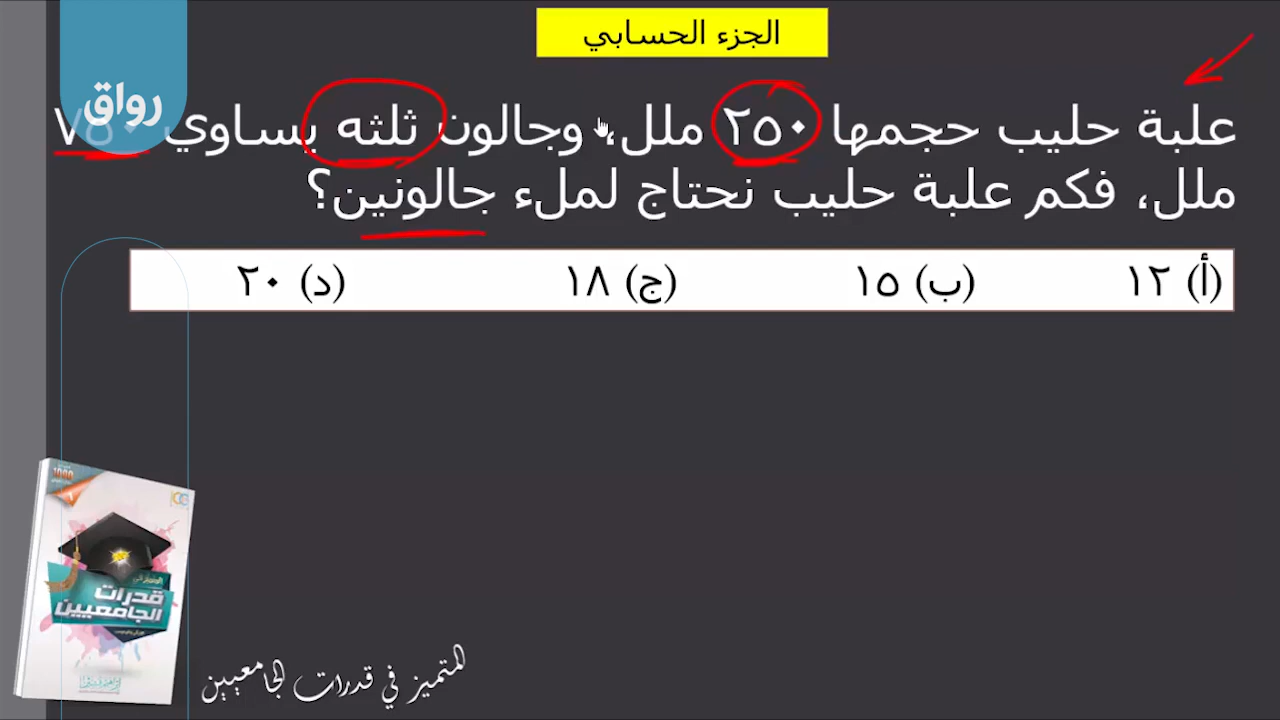 الجزء الحسابي
رواق
علبة حليب حجمها ٢٥٠ ملل، وجالون ثلثه يساوي ٧٥٠
ملل، فكم علبة حليب نحتاج لملء جالونين؟
(أ) ١٢ (ب) ١٥ (ج) ١٨ (د) ٢٠
قدرات
الجامعيين
المتميز في قدرات الجامعيين